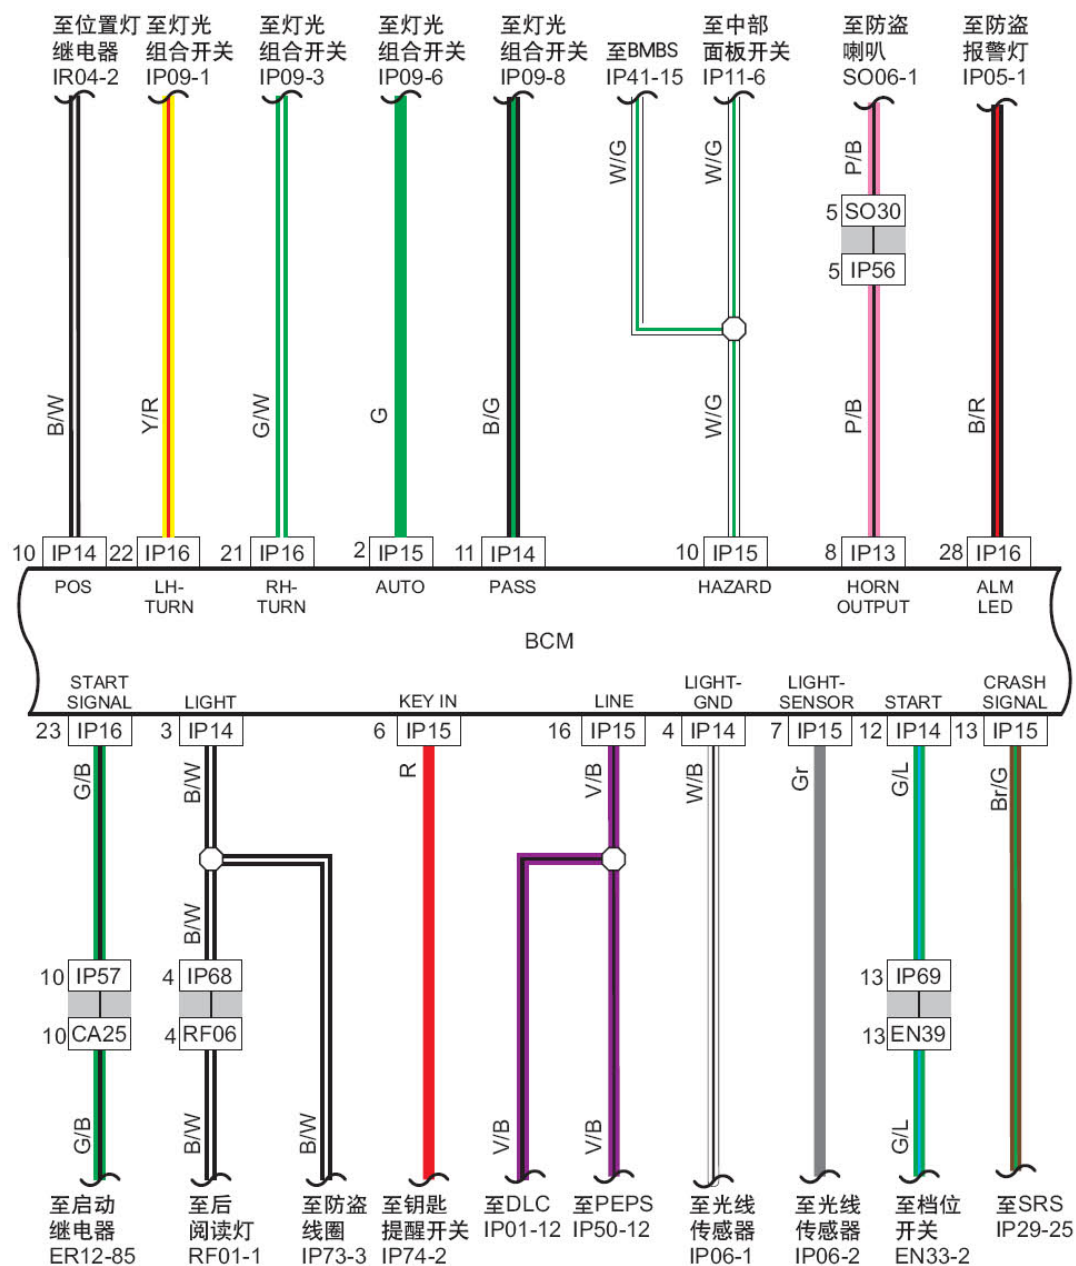 至位置灯
继电器
IR04-2
至灯光
组合开关
IP09-1
至灯光
组合开关
IP09-3
至灯光
组合开关
IP09-6
至灯光
组合开关
IP09-8
至BMBS
IP41-15
至中部
面板开关
IP11-6
至防盗
喇叭
SO06-1
至防盗
报警灯
IP05-1
W/G
W/G
P/B
5 SO30
5 IP56
B/W
Y/R
G/W
G
B/G
W/G
P/B
B/R
10 IP14
22 IP16
21 IP16
2 IP15
11 IP14
10 IP15
8 IP13
28 IP16
POS
LH-
TURN
RH-
TURN
AUTO
PASS
HAZARD
HORN
OUTPUT
ALM
LED
BCM
START
SIGNAL
LIGHT
KEY IN
LINE
LIGHT-
GND
LIGHT-
SENSOR
START
CRASH
SIGNAL
23 IP16
3 IP14
6 IP15
16 IP15
4 IP14
7 IP15
12 IP14
13 IP15
G/B
B/W
R
V/B
W/B
Gr
G/L
Br/G
B/W
10 IP57
4 IP68
13 IP69
10 CA25
4 RF06
13 EN39
G/B
B/W
B/W
V/B
V/B
G/L
至启动
继电器
ER12-85
至后
阅读灯
RF01-1
至防盗
线圈
IP73-3
至钥匙
提醒开关
IP74-2
至DLC
IP01-12
至PEPS
IP50-12
至光线
传感器
IP06-1
至光线
传感器
IP06-2
至档位
开关
EN33-2
至SRS
IP29-25